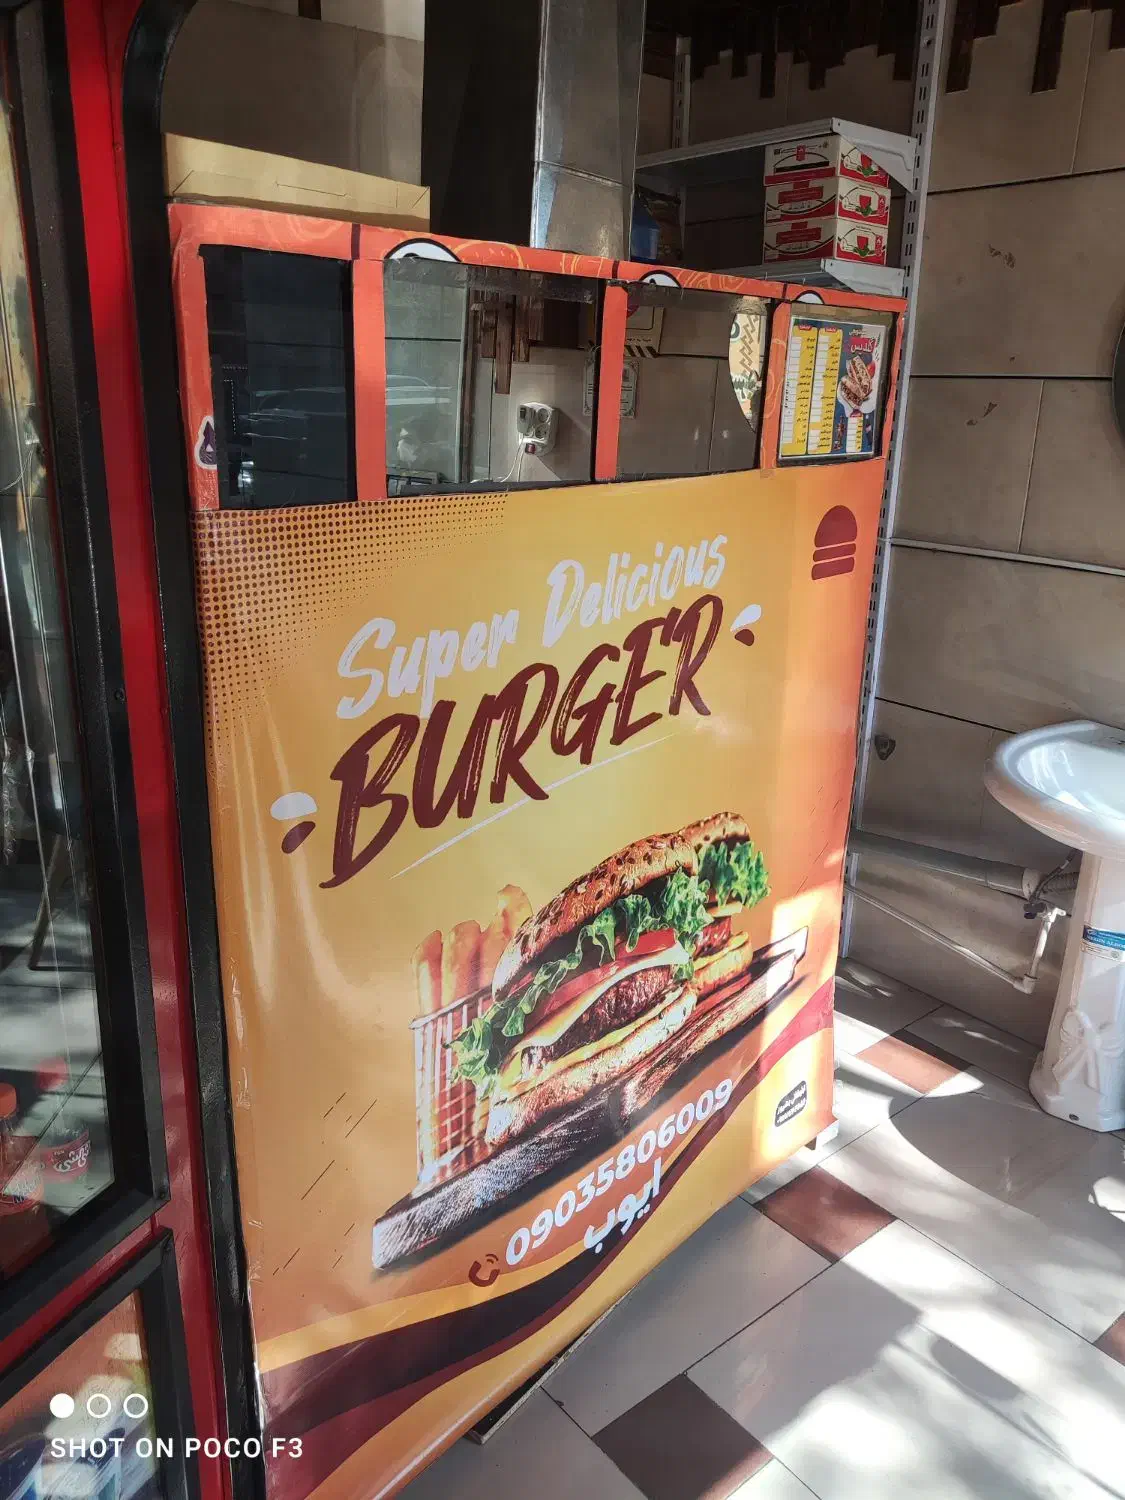 Super Delicious
BURGER
09035806009
ایوب
SHOT ON POCO F3